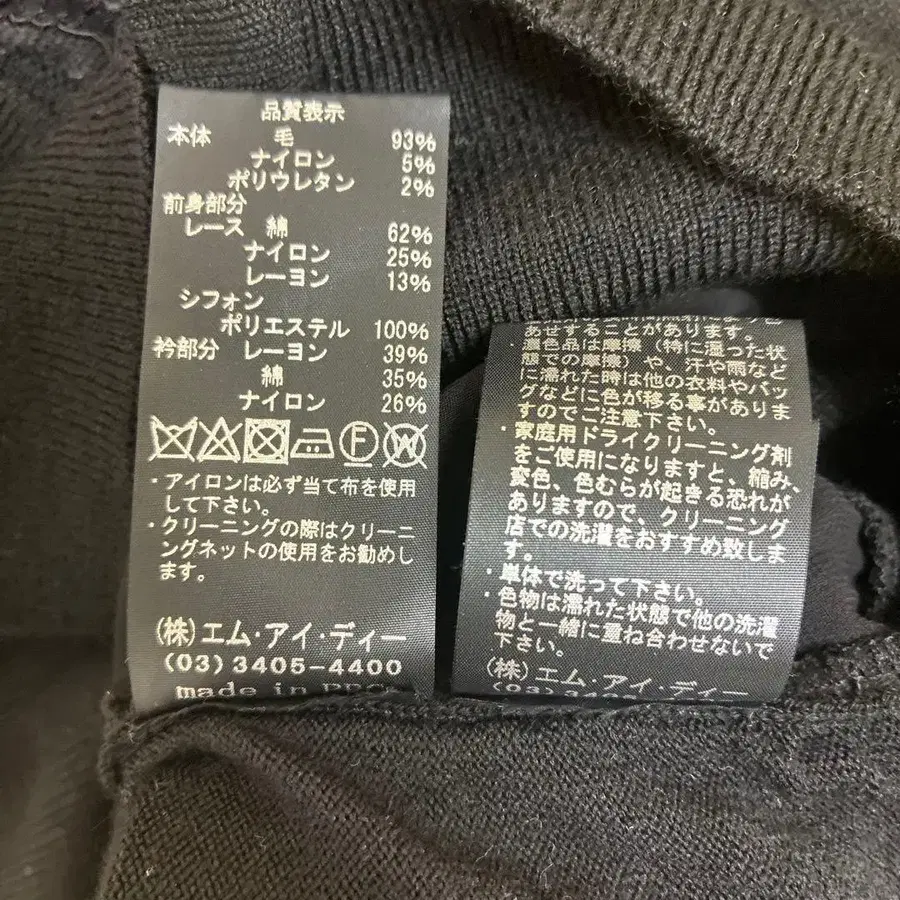 品質表示
本体 毛 93%
ナイロン 5%
ポリウレタン 2%
前身部分
レース 綿 62%
ナイロン 25%
レーヨン 13%
シフォン
ポリエステル 100%
衿部分 レーヨン 39%
綿 35%
ナイロン 26%
F W
・アイロンは必ず当て布を使用
して下さい。
・クリーニングの際はクリーニ
ングネットの使用をお勧めし
ます。
(株)エム・アイ・ディー
(03)3405-4400
made in PRC
あせすることがあります。
・濃色品は摩擦(特に湿った状
態での摩擦)や、汗や雨など
に濡れた時は他の衣料やバッ
グなどに色が移る事がありま
すのでご注意下さい。
・家庭用ドライクリーニング剤
をご使用になりますと、縮み、
変色、色むらが起きる恐れが
ありますので、クリーニング
店での洗濯をおすすめ致しま
す。
・単体で洗って下さい。
・色物は濡れた状態で他の洗濯
物と一緒に重ね合わせないで
下さい。
(株)エム・アイ・ディー